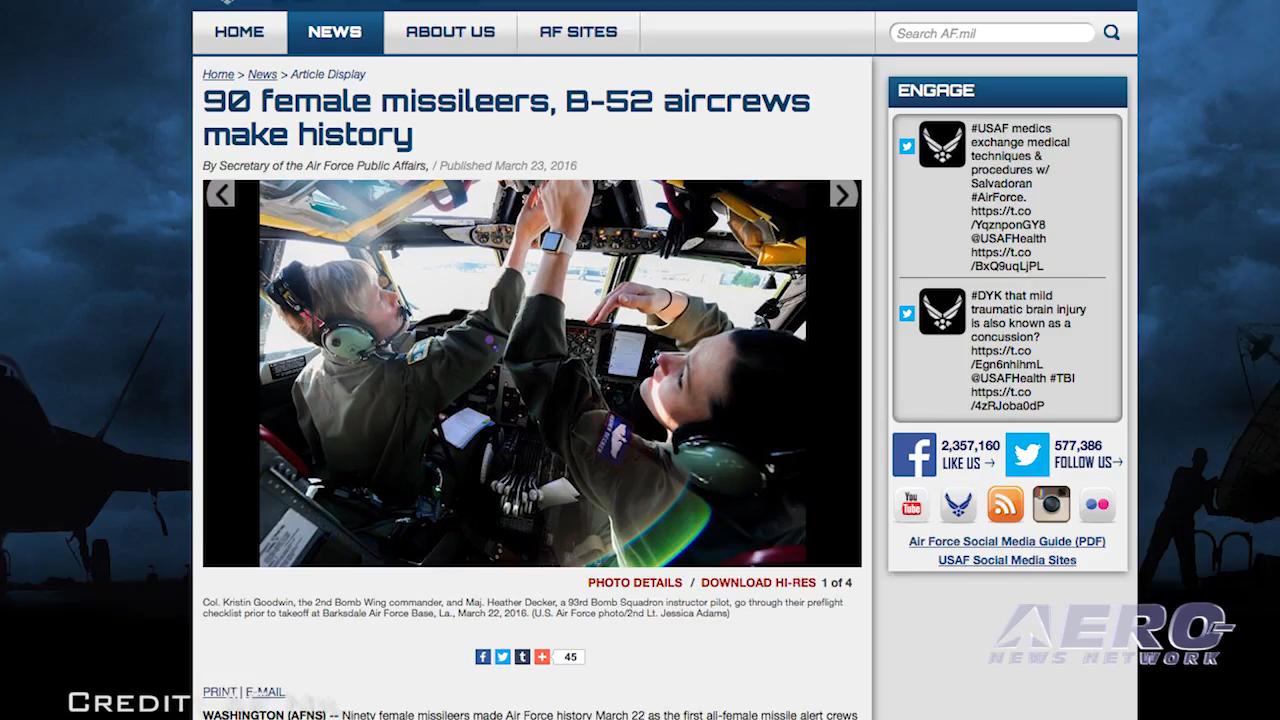 HOME NEWS ABOUT US AF SITES Search AF.mil
Home > News > Article Display
90 female missileers, B-52 aircrews
make history
By Secretary of the Air Force Public Affairs, / Published March 23, 2016
PHOTO DETAILS / DOWNLOAD HI-RES 1 of 4
Col. Kristin Goodwin, the 2nd Bomb Wing commander, and Maj. Heather Decker, a 93rd Bomb Squadron instructor pilot, go through their preflight
checklist prior to takeoff at Barksdale Air Force Base, La., March 22, 2016. (U.S. Air Force photo/2nd Lt. Jessica Adams)
45
PRINT | E-MAIL
WASHINGTON (AFNS) -- Ninety female missileers made Air Force history March 22 as the first all-female missile alert crews
ENGAGE
#USAF medics
exchange medical
techniques &
procedures w/
Salvadoran
#AirForce.
https://t.co
/YqznponGY8
@USAFHealth
https://t.co
/BxQ9uqLjPL
#DYK that mild
traumatic brain injury
is also known as a
concussion?
https://t.co
/Egn6nhihmL
@USAFHealth #TBI
https://t.co
/4zRJoba0dP
2,357,160
LIKE US →
577,386
FOLLOW US→
You
Tube
Air Force Social Media Guide (PDF)
USAF Social Media Sites
AERO
NEWS NETWORK
CREDIT